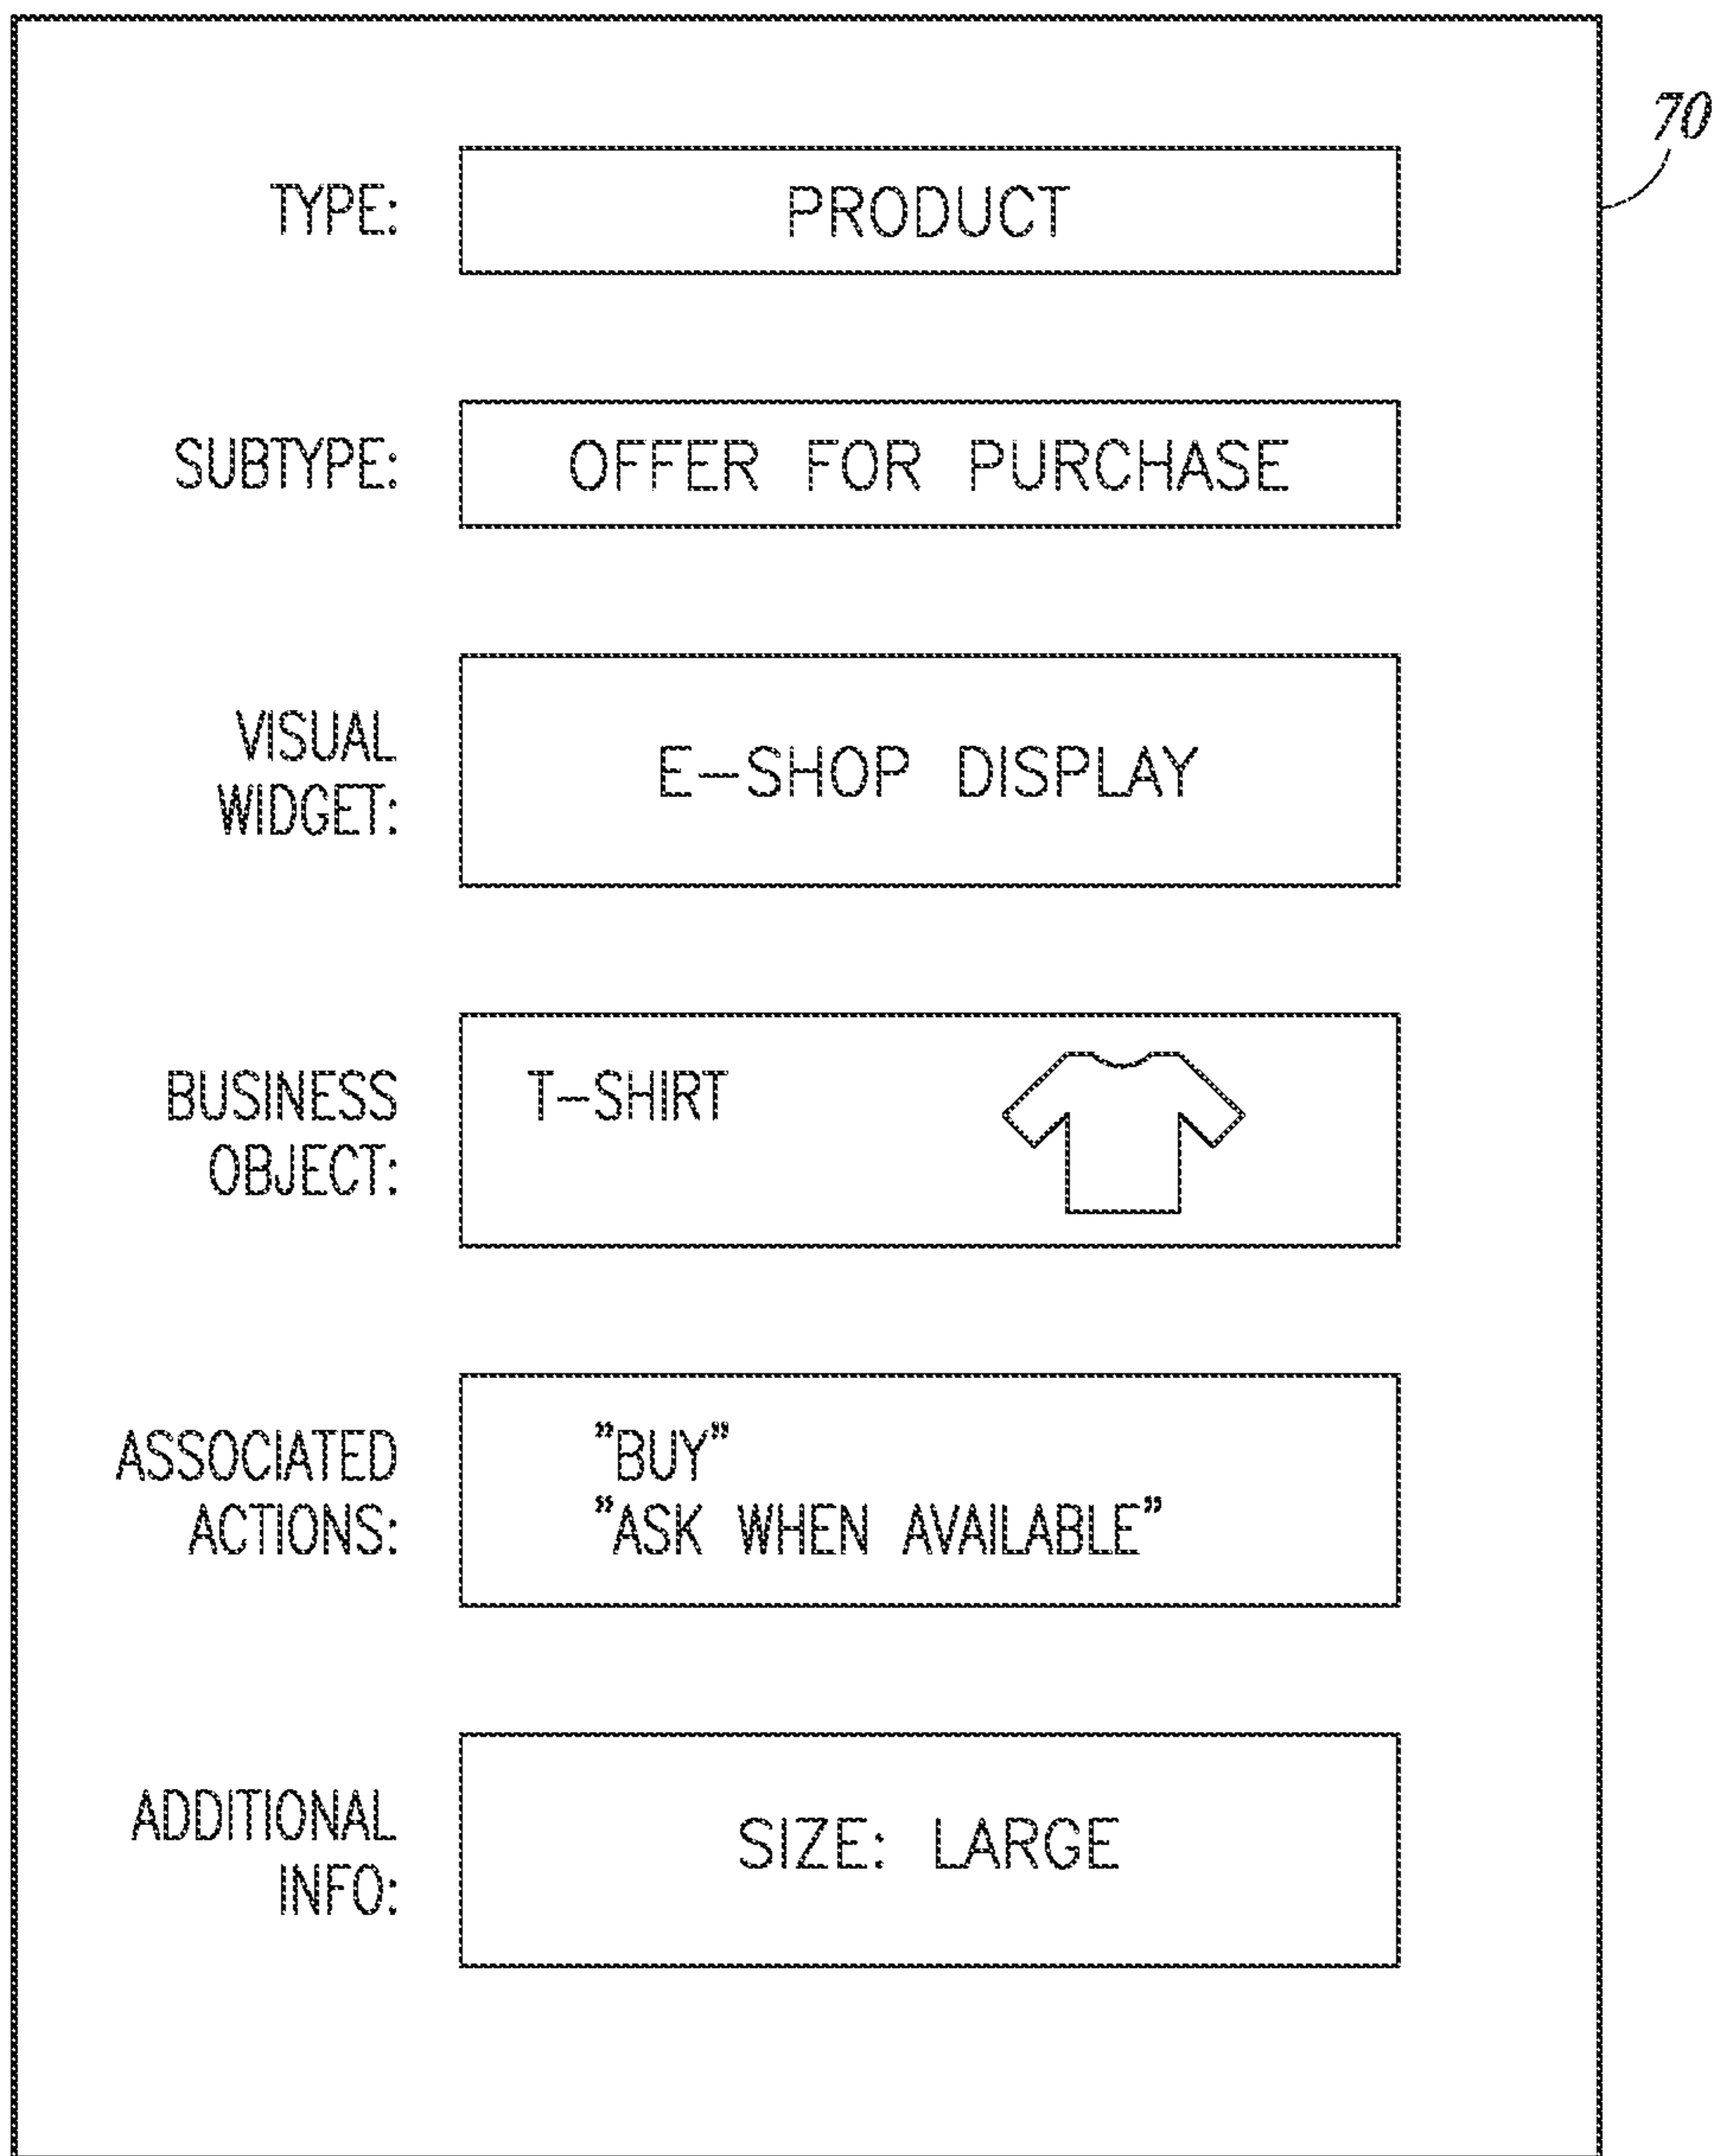 70
TYPE: PRODUCT
SUBTYPE: OFFER FOR PURCHASE
VISUAL
WIDGET:
E-SHOP DISPLAY
BUSINESS
OBJECT:
T-SHIRT
ASSOCIATED
ACTIONS:
"BUY"
"ASK WHEN AVAILABLE"
ADDITIONAL
INFO:
SIZE: LARGE